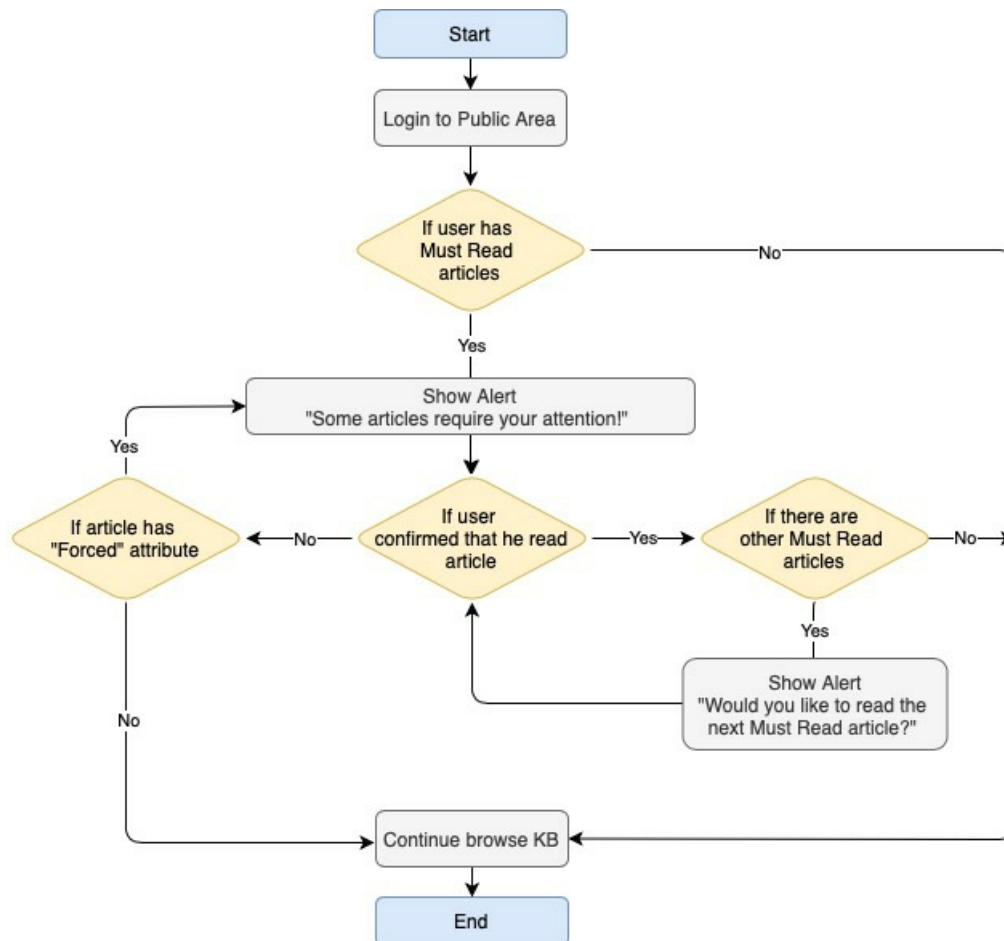 Start
Login to Public Area
If user has
Must Read
articles
No
Yes
Show Alert
"Some articles require your attention!"
Yes
If article has
"Forced" attribute
No
If user
confirmed that he read
article
Yes
If there are
other Must Read
articles
No
Yes
Show Alert
"Would you like to read the
next Must Read article?"
No
Continue browse KB
End